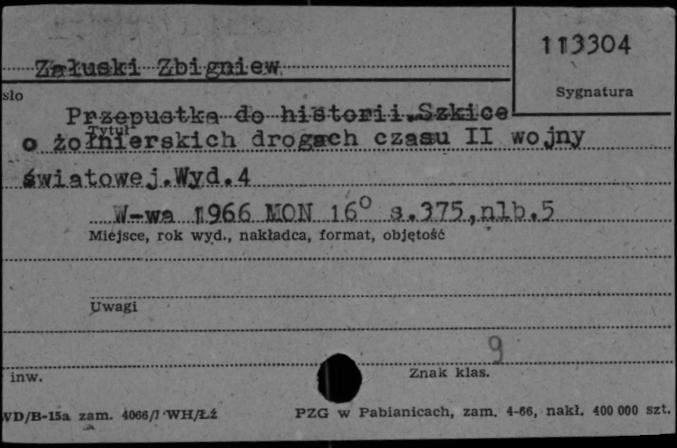 113304
Załuski Zbigniew
Sygnatura
sło
Przepustka do historii.Szkice
Tytuł
o żołnierskich drogach czasu II wojny
światowej.Wyd.4
W-wa 1966 MON 16° s.375,nlb.5
Miejsce, rok wyd., nakładca, format, objętość
Uwagi
9
inw.
Znak klas.
WD/B-15a zam. 4066/J WH/Łź
PZG w Pabianicach, zam. 4-66, nakł. 400 000 szt.